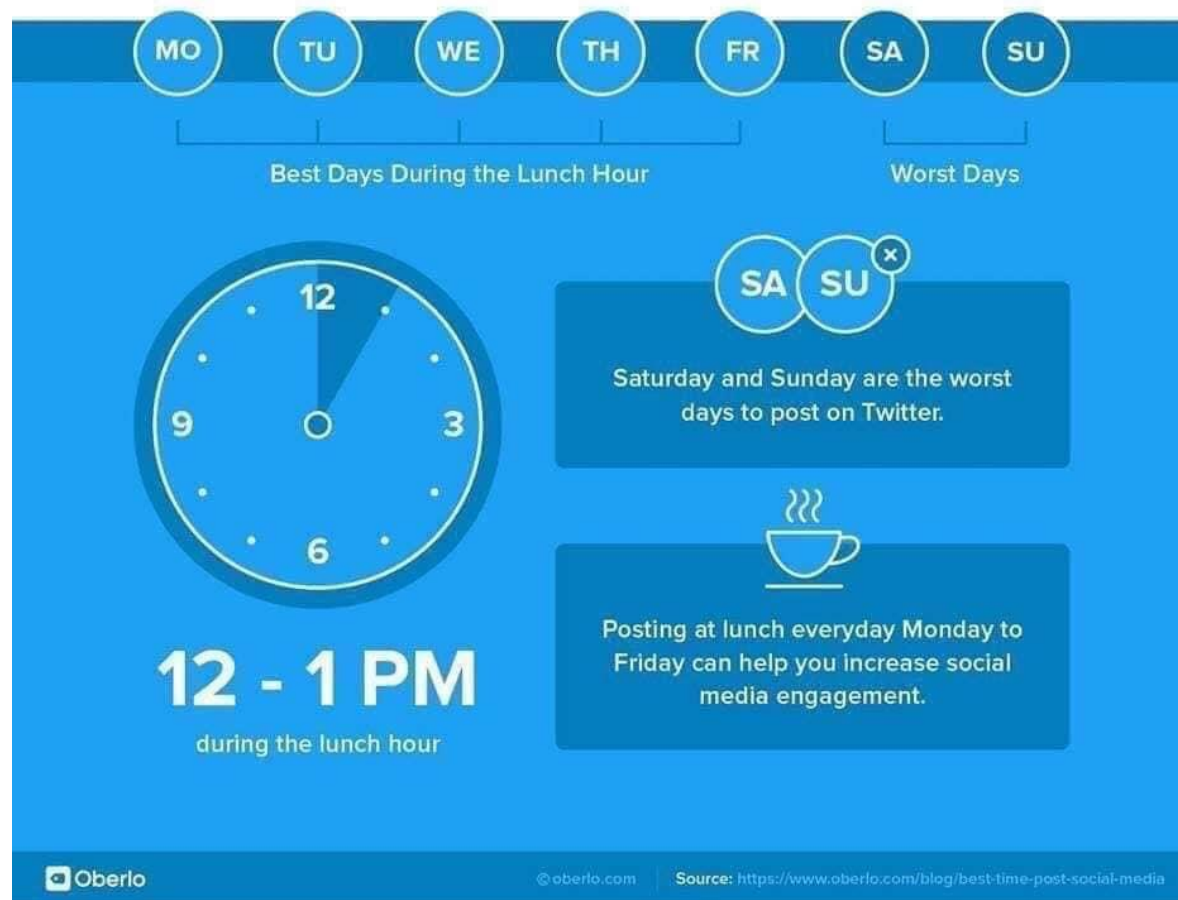 MO TU WE TH FR SA SU
Best Days During the Lunch Hour
Worst Days
12
9
3
6
12 - 1 PM
during the lunch hour
SA SU
Saturday and Sunday are the worst
days to post on Twitter.
Posting at lunch everyday Monday to
Friday can help you increase social
media engagement.
Oberlo
© oberlo.com
Source: https://www.oberlo.com/blog/best-time-post-social-media